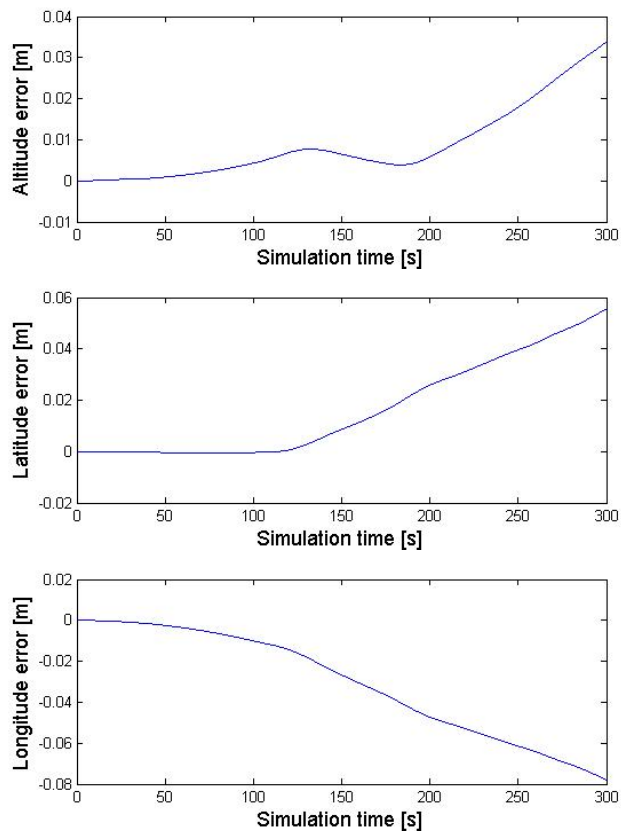 0.04
0.03
0.02
0.01
0
-0.01
Altitude error [m]
0 50 100 150 200 250 300
Simulation time [s]
0.06
0.04
0.02
0
-0.02
Latitude error [m]
0 50 100 150 200 250 300
Simulation time [s]
0.02
0
-0.02
-0.04
-0.06
-0.08
Longitude error [m]
0 50 100 150 200 250 300
Simulation time [s]